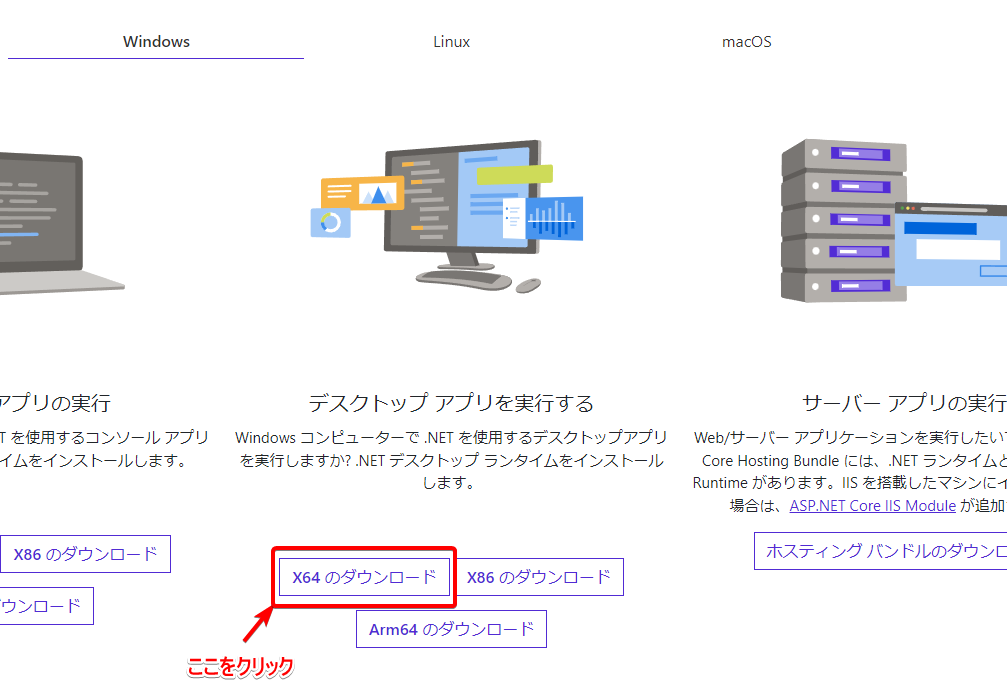 Windows
Linux
macOS
アプリの実行
T を使用するコンソール アプリ
イムをインストールします。
X86 のダウンロード
ウンロード
デスクトップ アプリを実行する
Windows コンピューターで .NET を使用するデスクトップアプリ
を実行しますか? .NET デスクトップ ランタイムをインストール
します。
X64 のダウンロード
X86 のダウンロード
Arm64 のダウンロード
ここをクリック
サーバー アプリの実行
Web/サーバー アプリケーションを実行したい
Core Hosting Bundle には、.NET ランタイムと
Runtime があります。IIS を搭載したマシンに
場合は、ASP.NET Core IIS Module が追加
ホスティング バンドルのダウンロ